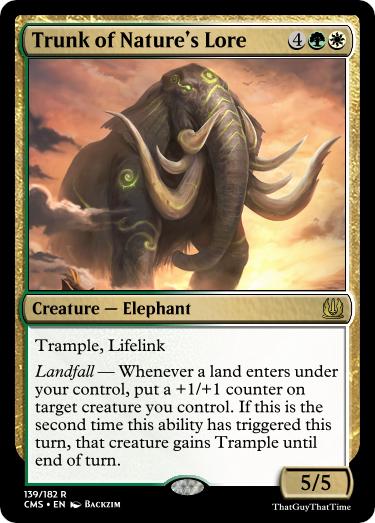 Trunk of Nature's Lore 4
Creature — Elephant
Trample, Lifelink
Landfall — Whenever a land enters under
your control, put a +1/+1 counter on
target creature you control. If this is the
second time this ability has triggered this
turn, that creature gains Trample until
end of turn.
5/5
139/182 R
CMS • EN Backzim
ThatGuyThatTime